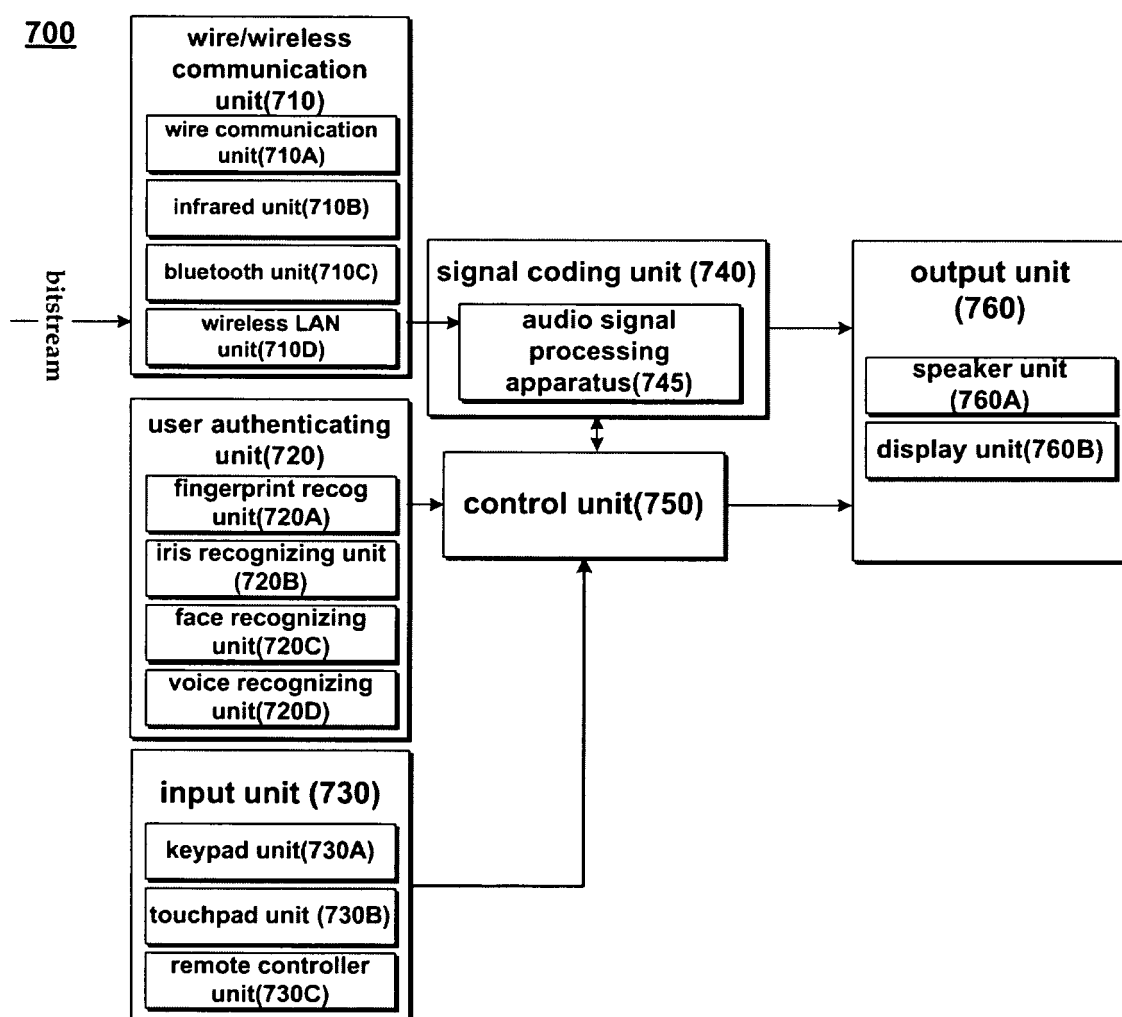 700
wire/wireless
communication
unit(710)
wire communication
unit(710A)
infrared unit(710B)
bluetooth unit(710C)
wireless LAN
unit(710D)
bitstream
user authenticating
unit(720)
fingerprint recog
unit(720A)
iris recognizing unit
(720B)
face recognizing
unit(720C)
voice recognizing
unit(720D)
input unit (730)
keypad unit(730A)
touchpad unit (730B)
remote controller
unit(730C)
signal coding unit (740)
audio signal
processing
apparatus(745)
control unit(750)
output unit
(760)
speaker unit
(760A)
display unit(760B)